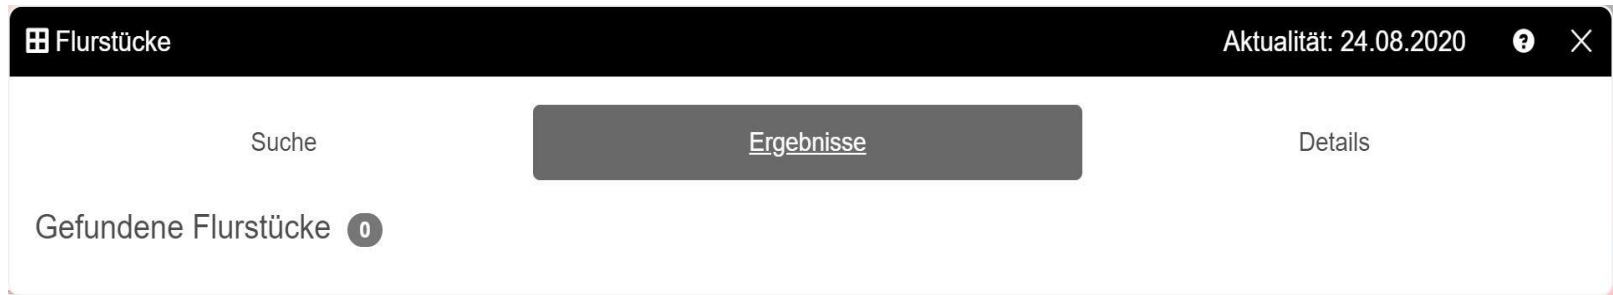 Flurstücke Aktualität: 24.08.2020 ?
Suche Ergebnisse Details
Gefundene Flurstücke 0